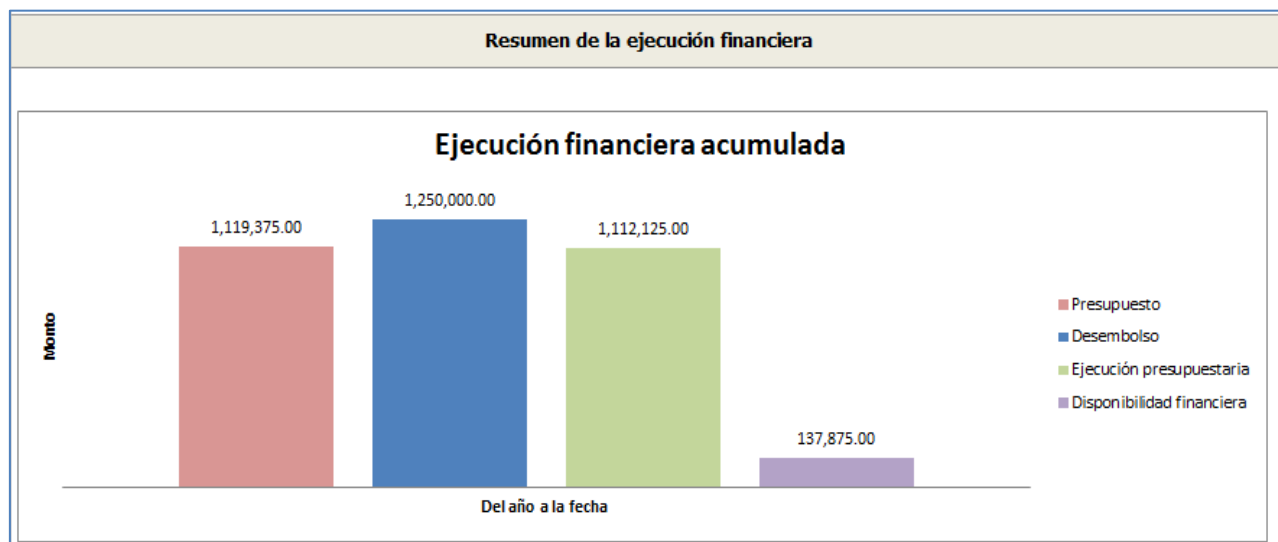 Resumen de la ejecución financiera
Ejecución financiera acumulada
1,250,000.00
1,119,375.00
1,112,125.00
137,875.00
Monto
Presupuesto
Desembolso
Ejecución presupuestaria
Disponibilidad financiera
Del año a la fecha